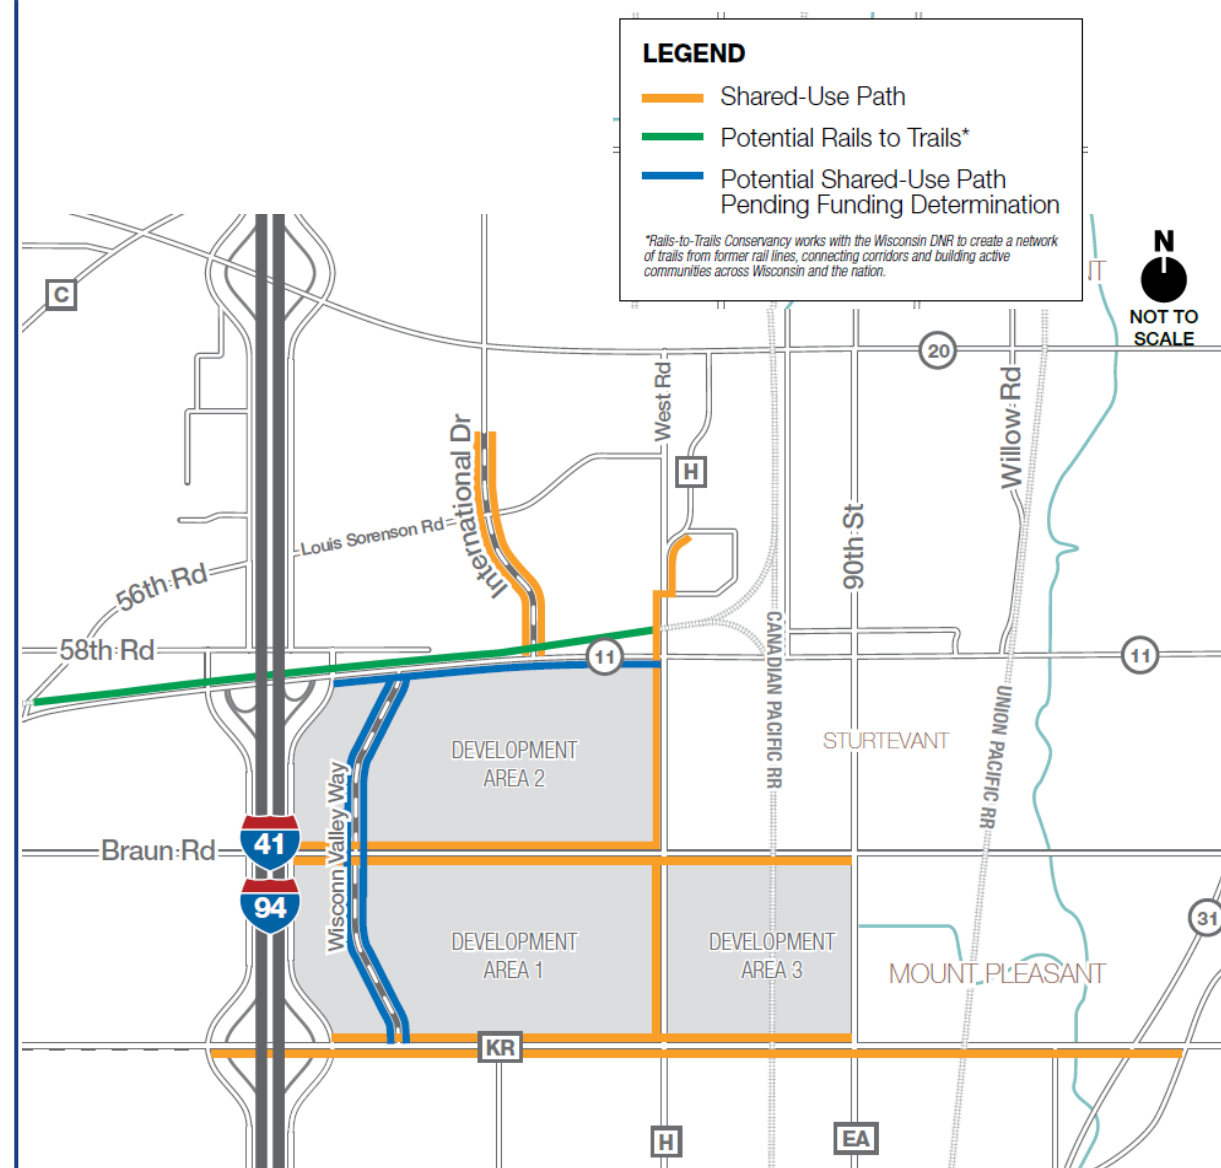 LEGEND
Shared-Use Path
Potential Rails to Trails*
Potential Shared-Use Path
Pending Funding Determination
*Rails-to-Trails Conservancy works with the Wisconsin DNR to create a network
of trails from former rail lines, connecting corridors and building active
communities across Wisconsin and the nation.
N
NOT TO
SCALE
C
20
West Rd
Willow Rd
International Dr
H
Louis Sorenson Rd
90th St
56th Rd
58th Rd
11
11
CANADIAN PACIFIC RR
UNION PACIFIC RR
STURTEVANT
DEVELOPMENT
AREA 2
Wisconn Valley Way
Braun Rd
41
94
31
DEVELOPMENT
AREA 1
DEVELOPMENT
AREA 3
MOUNT PLEASANT
KR
H
EA